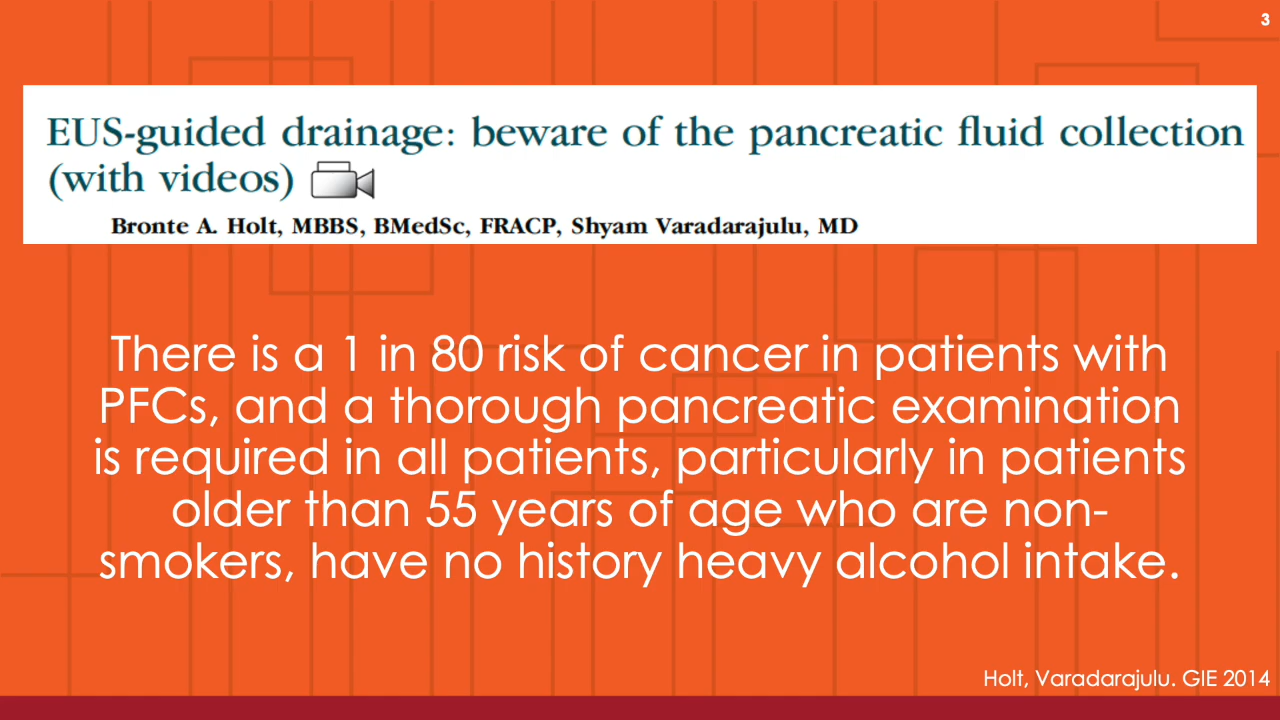 3
EUS-guided drainage: beware of the pancreatic fluid collection
(with videos)
Bronte A. Holt, MBBS, BMedSc, FRACP, Shyam Varadarajulu, MD
There is a 1 in 80 risk of cancer in patients with
PFCs, and a thorough pancreatic examination
is required in all patients, particularly in patients
older than 55 years of age who are non-
smokers, have no history heavy alcohol intake.
Holt, Varadarajulu. GIE 2014